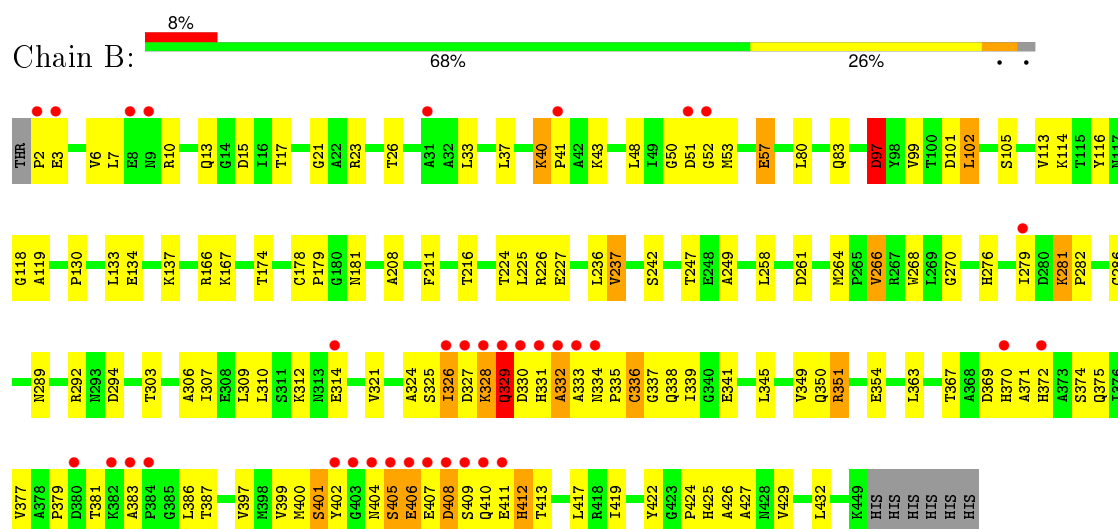 8%
Chain B:
68% 26% • •
THR P2 E3 V6 L7 E8 N9 R10 Q13 G14 D15 I16 T17 G21 A22 R23 T26 A31 A32 L33 L37 K40 P41 A42 K43 L48 I49 G50 D51 G52 M53 E57 L80 Q83 D97 Y98 V99 T100 D101 L102 S105 V113 K114 T115 Y116 N117
G118 A119 P130 L133 E134 K137 R166 K167 T174 C178 P179 G180 N181 A208 F211 T216 T224 L225 R226 E227 L236 V237 S242 T247 E248 A249 L258 D261 M264 P265 V266 R267 W268 L269 G270 H276 I279 D280 K281 P282 C286
N289 R292 N293 D294 T303 A306 I307 E308 L309 L310 S311 K312 N313 E314 V321 A324 S325 I326 D327 K328 Q329 D330 H331 A332 A333 N334 P335 C336 G337 Q338 I339 G340 E341 L345 V349 Q350 R351 E354 L363 T367 A368 D369 H370 A371 H372 A373 S374 Q375 I376
V377 A378 P379 D380 T381 K382 A383 P384 G385 L386 T387 V397 M398 V399 M400 S401 Y402 G403 N404 S405 E406 E407 D408 S409 Q410 E411 H412 T413 L417 R418 I419 Y422 G423 P424 H425 A426 A427 N428 V429 L432 K449 HIS HIS HIS HIS HIS HIS